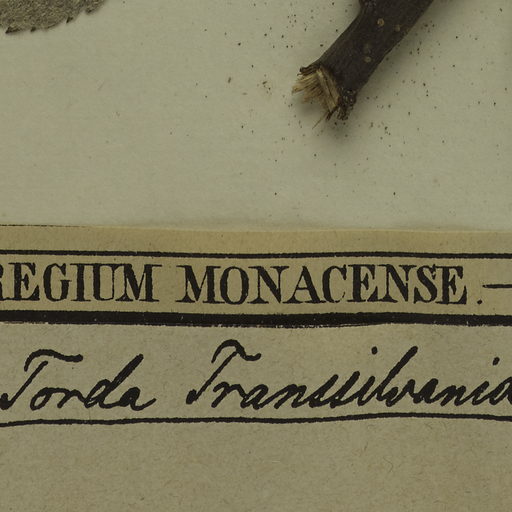 REGIUM MONACENSE.—
Torda Transsilvania